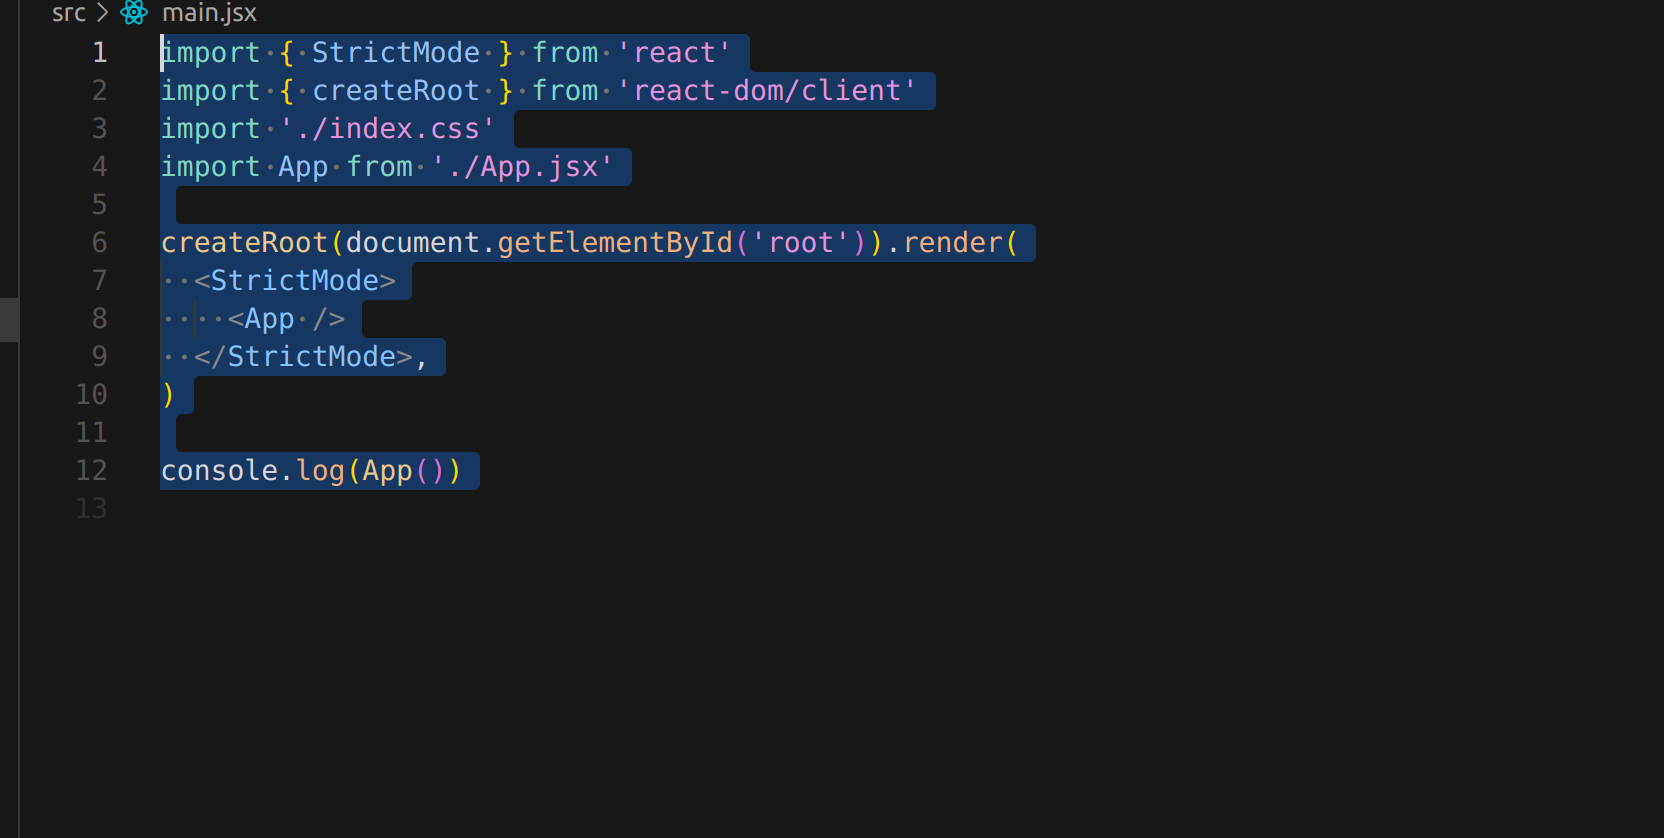 src > main.jsx
1 import { StrictMode } from 'react'
2 import { createRoot } from 'react-dom/client'
3 import './index.css'
4 import App from './App.jsx'
5
6 createRoot(document.getElementById('root')).render(
7   <StrictMode>
8     <App />
9   </StrictMode>,
10 )
11
12 console.log(App())
13